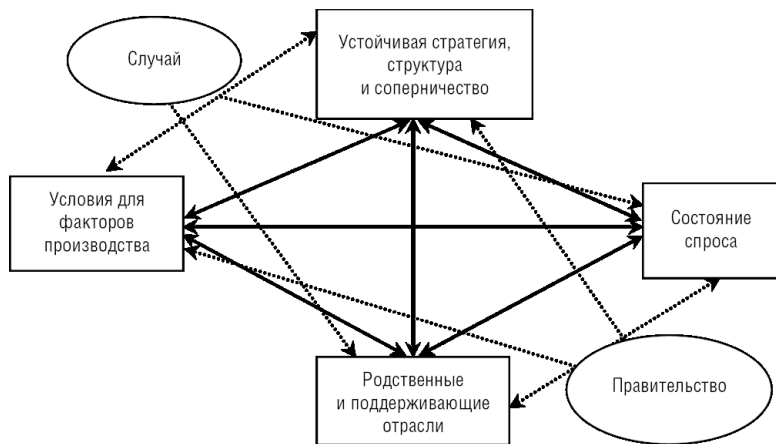 Случай
Устойчивая стратегия,
структура
и соперничество
Условия для
факторов
производства
Состояние
спроса
Родственные
и поддерживающие
отрасли
Правительство